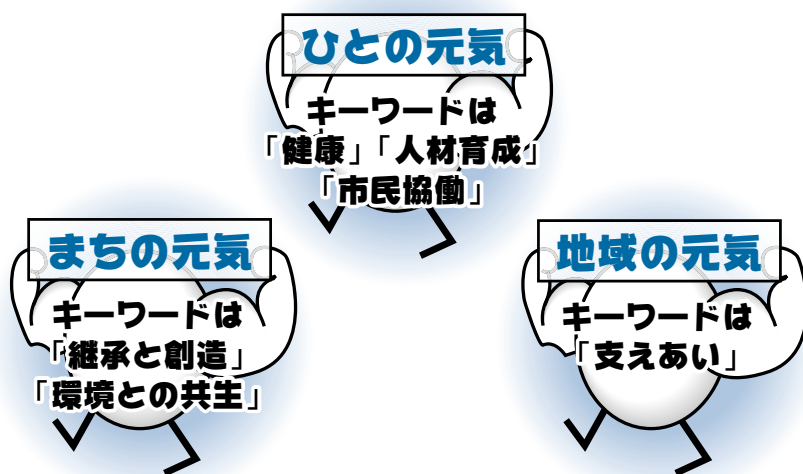 ひとの元気
キーワードは
「健康」「人材育成」
「市民協働」
まちの元気
キーワードは
「継承と創造」
「環境との共生」
地域の元気
キーワードは
「支えあい」